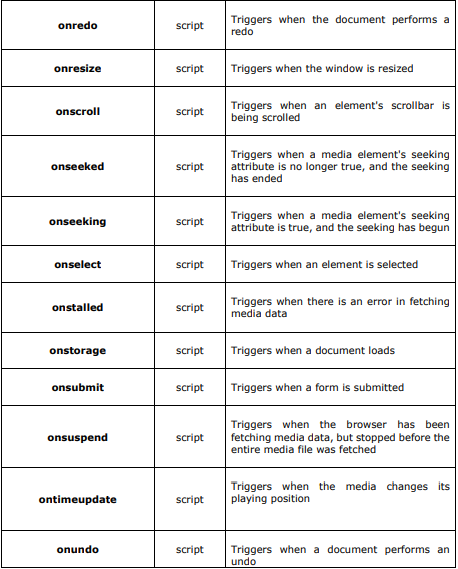 onredo script Triggers when the document performs a
redo
onresize script Triggers when the window is resized
onscroll script Triggers when an element's scrollbar is
being scrolled
onseeked script Triggers when a media element's seeking
attribute is no longer true, and the seeking
has ended
onseeking script Triggers when a media element's seeking
attribute is true, and the seeking has begun
onselect script Triggers when an element is selected
onstalled script Triggers when there is an error in fetching
media data
onstorage script Triggers when a document loads
onsubmit script Triggers when a form is submitted
onsuspend script Triggers when the browser has been
fetching media data, but stopped before the
entire media file was fetched
ontimeupdate script Triggers when the media changes its
playing position
onundo script Triggers when a document performs an
undo